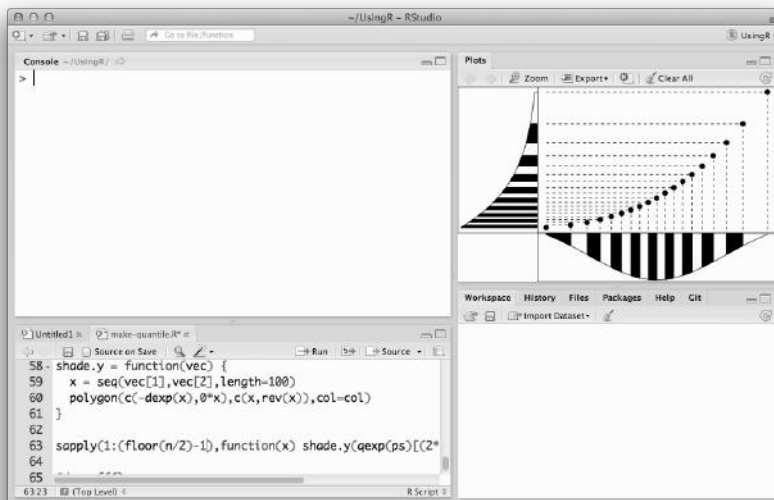 ~/UsingR – RStudio
Go to file/function
UsingR
Console ~/UsingR/
>
Plots
Zoom Export▾ Clear All
Workspace History Files Packages Help Git
Import Dataset▾
Untitled1 × make-quantile.R* ×
Source on Save Run Source ▾
58 shade.y = function(vec) {
59 x = seq(vec[1],vec[2],length=100)
60 polygon(c(-dexp(x),0*x),c(x,rev(x)),col=col)
61 }
62
63 sapply(1:(floor(n/2)-1),function(x) shade.y(qexp(ps)[(2*
64
65
63:23 (Top Level) R Script